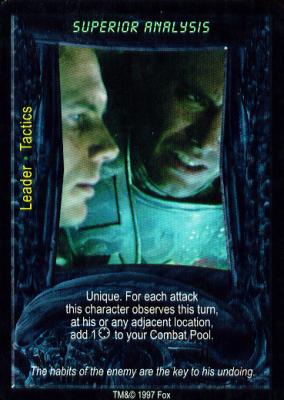 SUPERIOR ANALYSIS
Leader • Tactics
Unique. For each attack
this character observes this turn,
at his or any adjacent location,
add 1 to your Combat Pool.
The habits of the enemy are the key to his undoing.
TM&© 1997 Fox